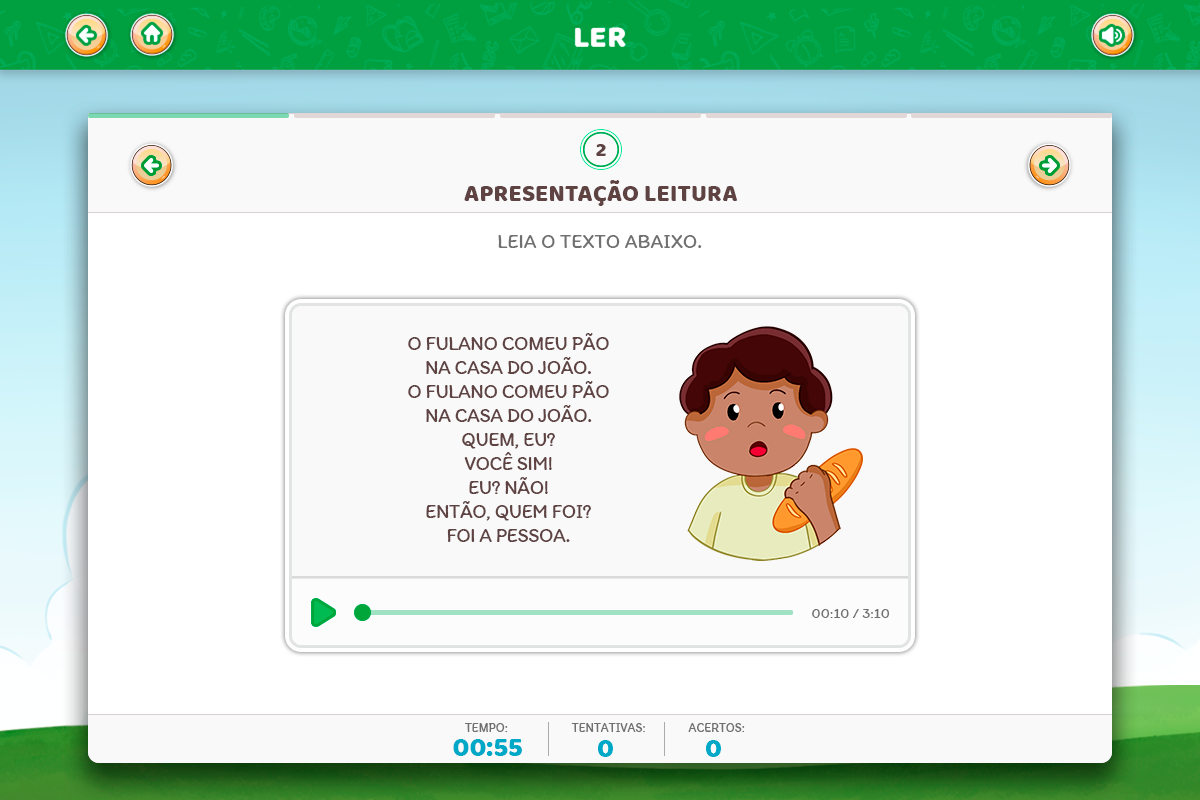 LER
2
APRESENTAÇÃO LEITURA
LEIA O TEXTO ABAIXO.
O FULANO COMEU PÃO
NA CASA DO JOÃO.
O FULANO COMEU PÃO
NA CASA DO JOÃO.
QUEM, EU?
VOCÊ SIM!
EU? NÃO!
ENTÃO, QUEM FOI?
FOI A PESSOA.
00:10 / 3:10
TEMPO:
00:55
TENTATIVAS:
0
ACERTOS:
0